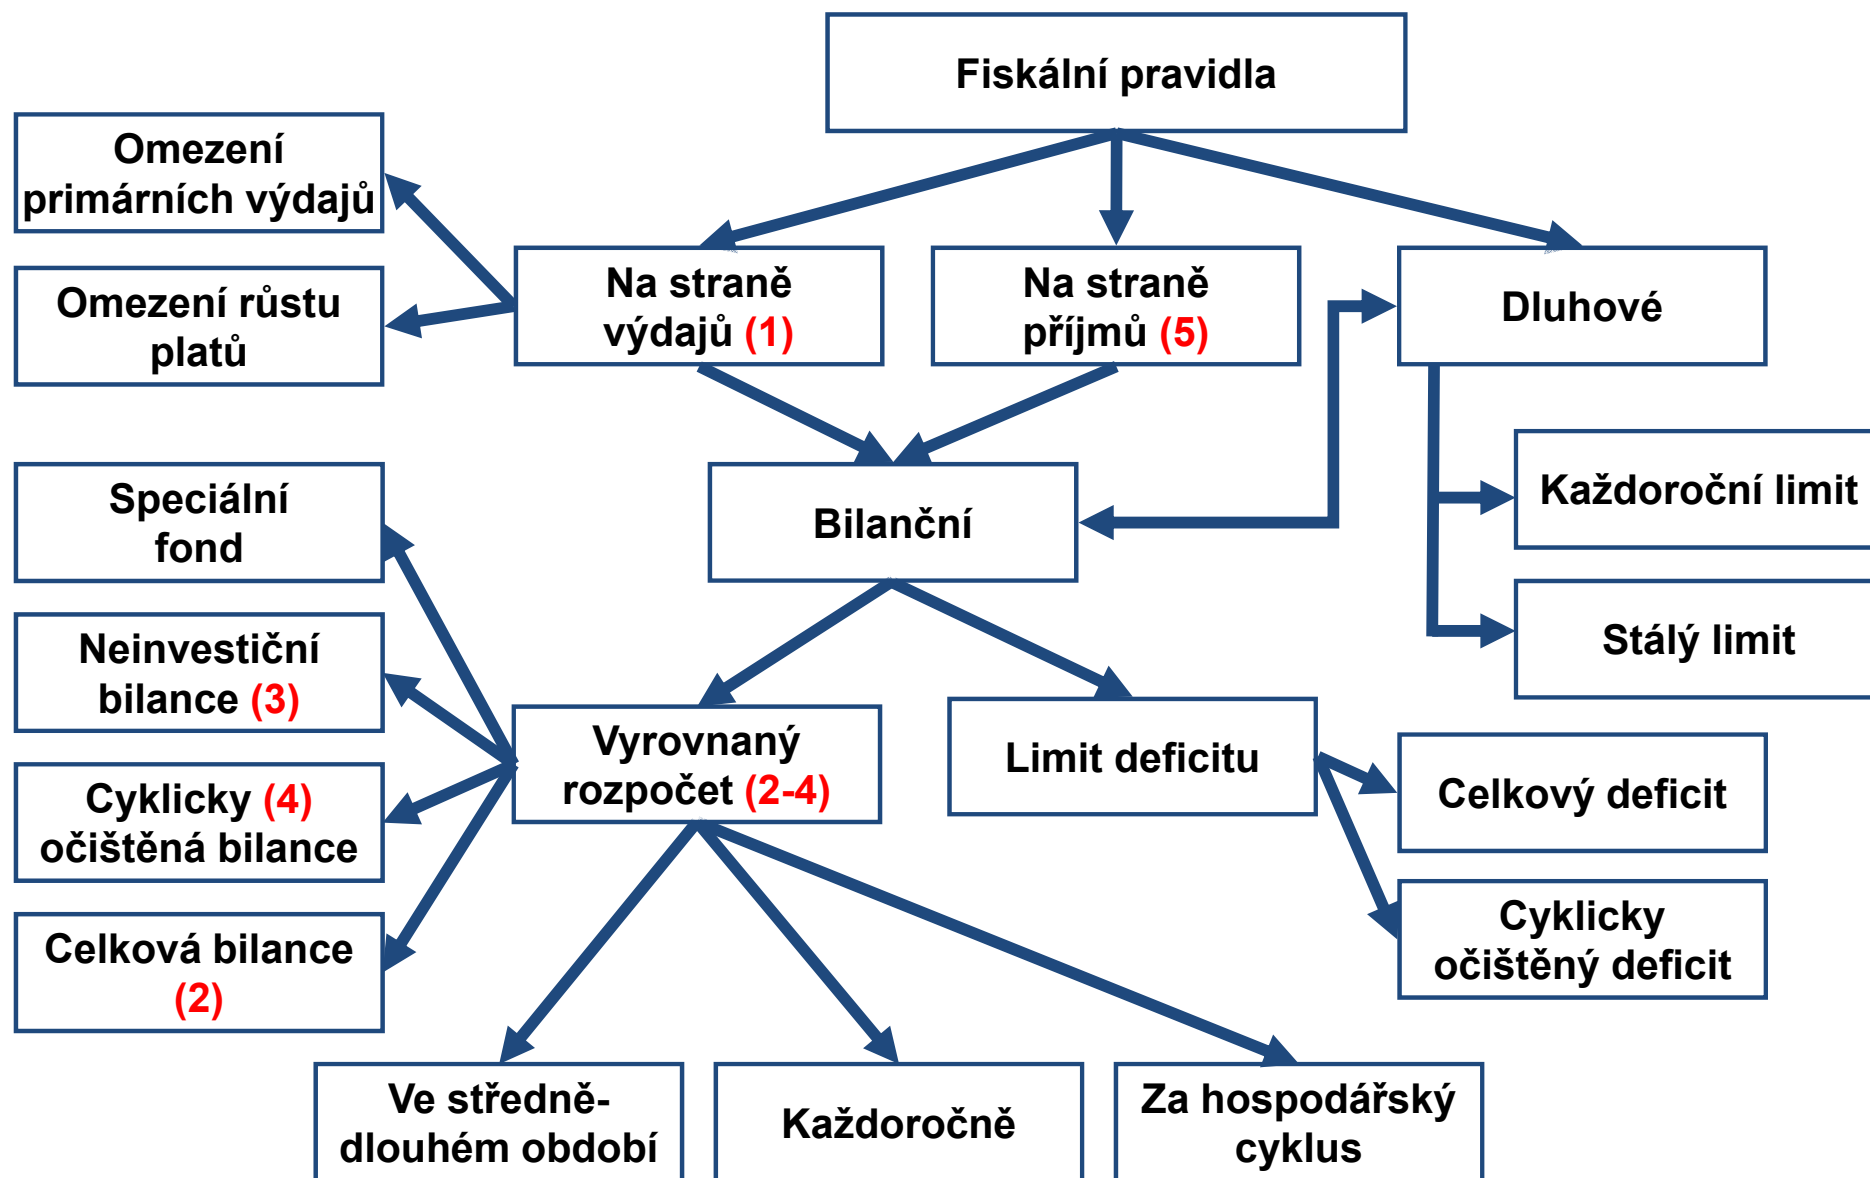 Fiskální pravidla
Omezení
primárních výdajů
Omezení růstu
platů
Na straně
výdajů (1)
Na straně
příjmů (5)
Dluhové
Speciální
fond
Bilanční
Každoroční limit
Stálý limit
Neinvestiční
bilance (3)
Vyrovnaný
rozpočet (2-4)
Limit deficitu
Cyklicky (4)
očištěná bilance
Celkový deficit
Celková bilance
(2)
Cyklicky
očištěný deficit
Ve středně-
dlouhém období
Každoročně
Za hospodářský
cyklus